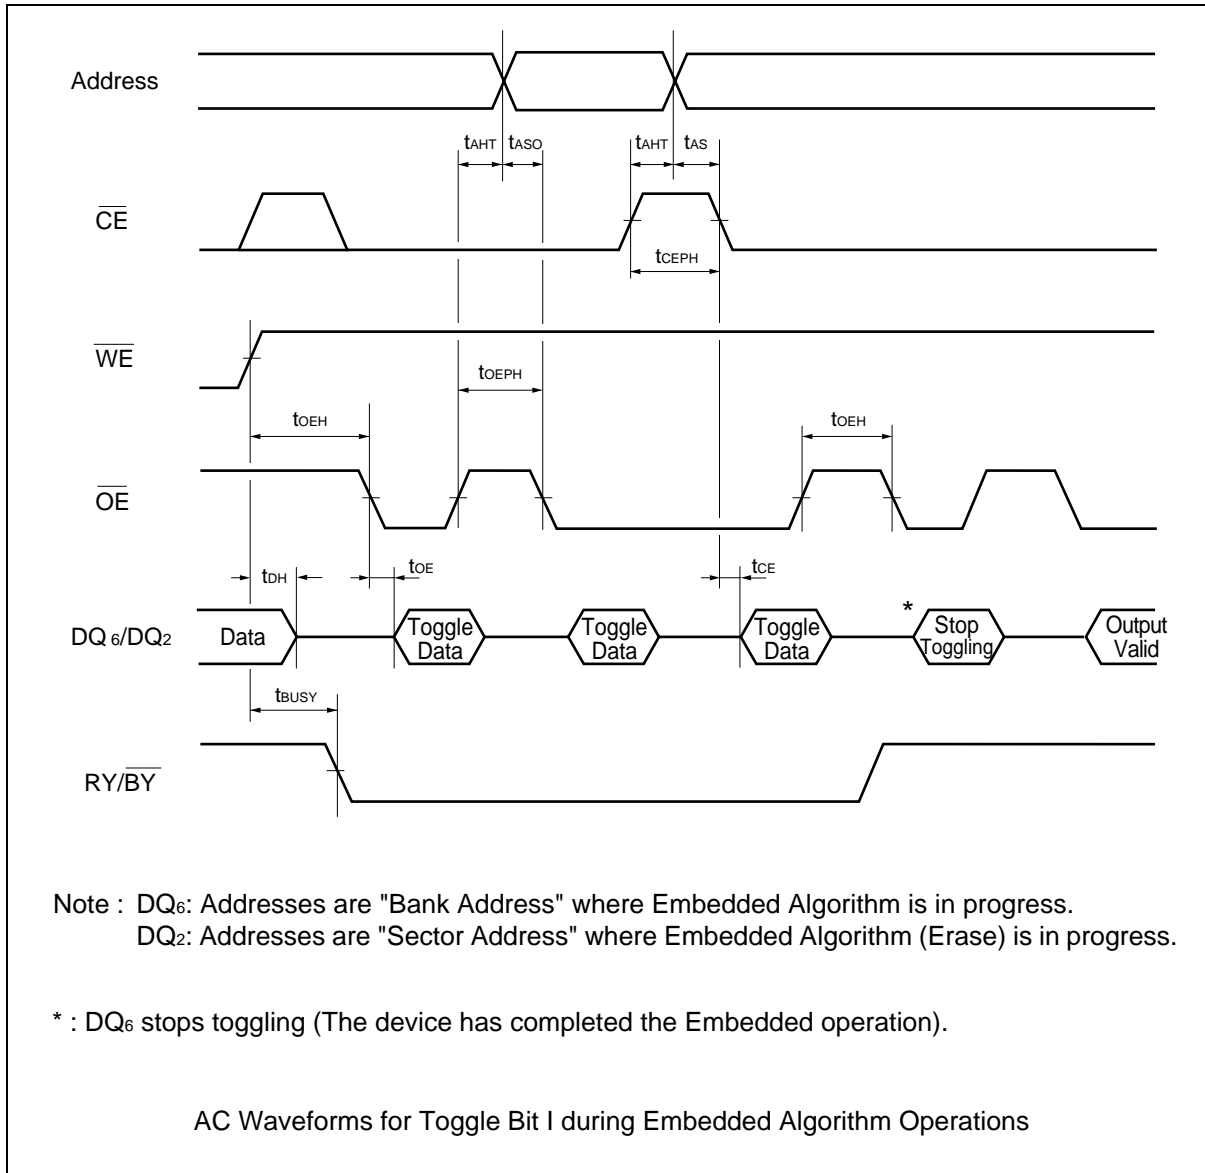 Address
tAHT tASO tAHT tAS
CE
tCEPH
WE
tOEPH
tOEH tOEH
OE
tDH tOE tCE
DQ6/DQ2 Data Toggle Data Toggle Data Toggle Data * Stop Toggling Output Valid
tBUSY
RY/BY
Note : DQ6: Addresses are "Bank Address" where Embedded Algorithm is in progress.
DQ2: Addresses are "Sector Address" where Embedded Algorithm (Erase) is in progress.
* : DQ6 stops toggling (The device has completed the Embedded operation).
AC Waveforms for Toggle Bit I during Embedded Algorithm Operations